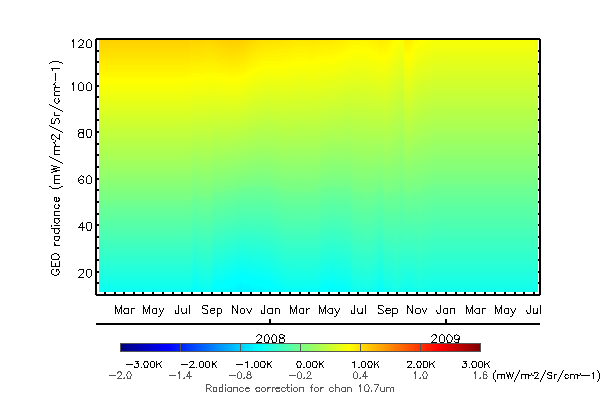 120
100
80
60
40
20
GEO radiance (mW/m^2/Sr/cm^-1)
Mar May Jul Sep Nov Jan Mar May Jul Sep Nov Jan Mar May Jul
2008 2009
-3.00K -2.00K -1.00K 0.00K 1.00K 2.00K 3.00K
-2.0 -1.4 -0.8 -0.2 0.4 1.0 1.6 (mW/m^2/Sr/cm^-1)
Radiance correction for chan 10.7um